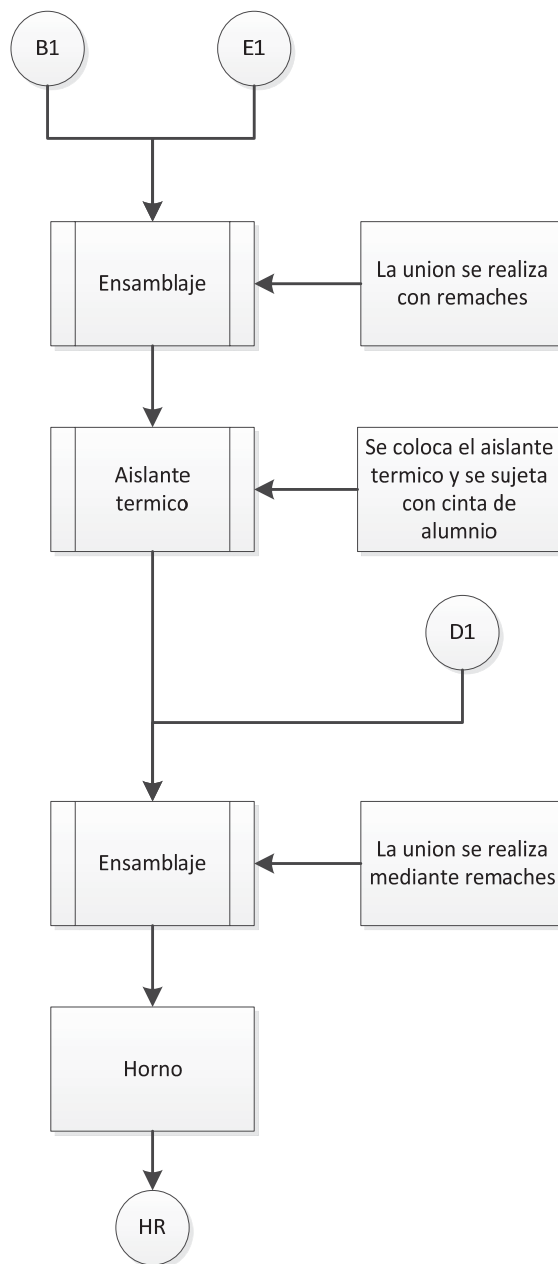 B1
E1
Ensamblaje
La union se realiza
con remaches
Aislante
termico
Se coloca el aislante
termico y se sujeta
con cinta de
alumnio
D1
Ensamblaje
La union se realiza
mediante remaches
Horno
HR